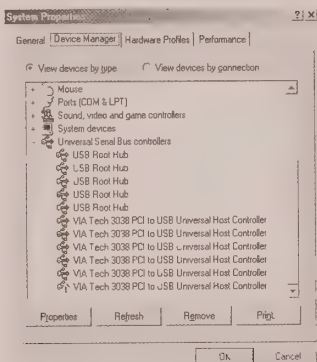 System Properties
General Device Manager Hardware Profiles Performance
View devices by type View devices by connection
Mouse
Ports (COM & LPT)
Sound, video and game controllers
System devices
Universal Serial Bus controllers
USB Root Hub
USB Root Hub
USB Root Hub
USB Root Hub
USB Root Hub
VIA Tech 3038 PCI to USB Universal Host Controller
VIA Tech 3038 PCI to USB Universal Host Controller
VIA Tech 3038 PCI to USB Universal Host Controller
VIA Tech 3038 PCI to USB Universal Host Controller
VIA Tech 3038 PCI to USB Universal Host Controller
VIA Tech 3038 PCI to USB Universal Host Controller
Properties Refresh Remove Print
OK Cancel